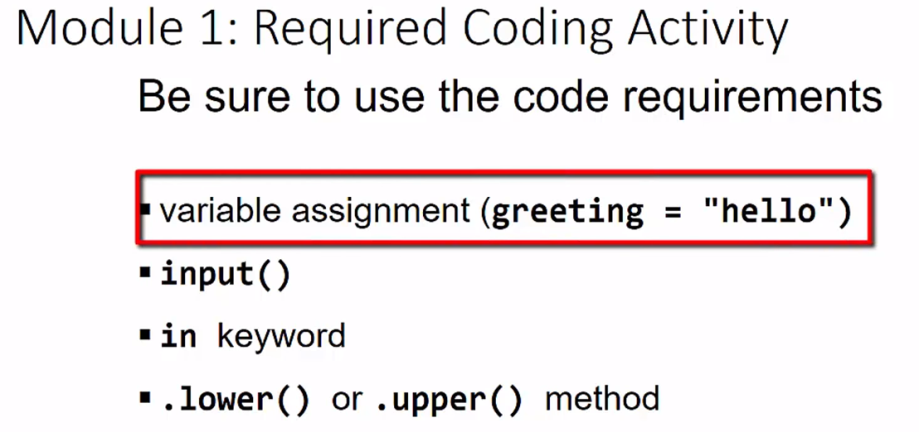 Module 1: Required Coding Activity
Be sure to use the code requirements
▪ variable assignment (greeting = "hello")
▪ input()
▪ in keyword
▪ .lower() or .upper() method